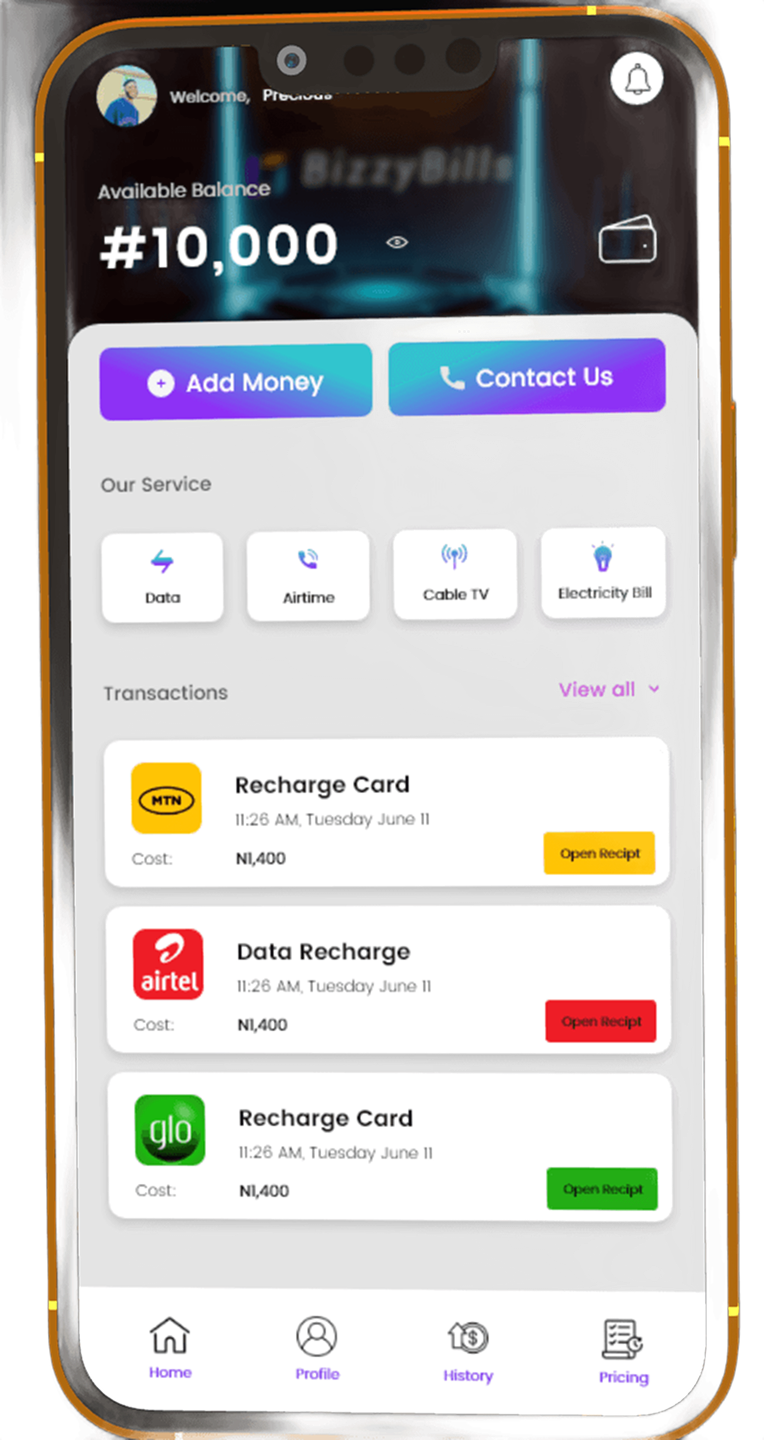 Welcome, Precious
BizzyBills
Available Balance
#10,000
Add Money
Contact Us
Our Service
Data
Airtime
Cable TV
Electricity Bill
Transactions
View all
MTN
Recharge Card
11:26 AM, Tuesday June 11
Cost:
N1,400
Open Recipt
airtel
Data Recharge
11:26 AM, Tuesday June 11
Cost:
N1,400
Open Recipt
glo
Recharge Card
11:26 AM, Tuesday June 11
Cost:
N1,400
Open Recipt
Home
Profile
History
Pricing